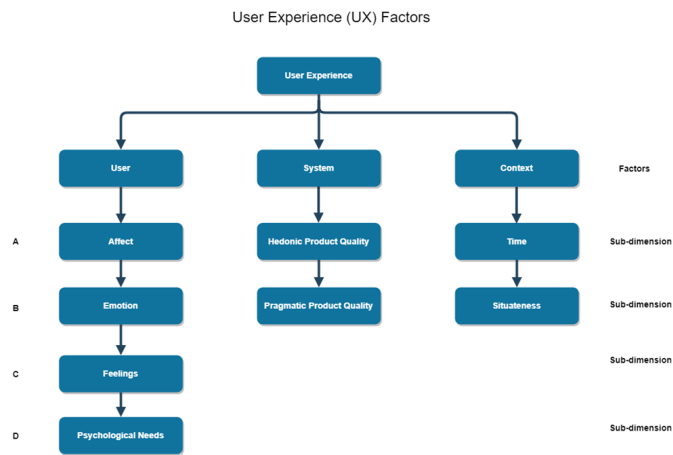 User Experience (UX) Factors
User Experience
User System Context Factors
A Affect Hedonic Product Quality Time Sub-dimension
B Emotion Pragmatic Product Quality Situateness Sub-dimension
C Feelings Sub-dimension
D Psychological Needs Sub-dimension